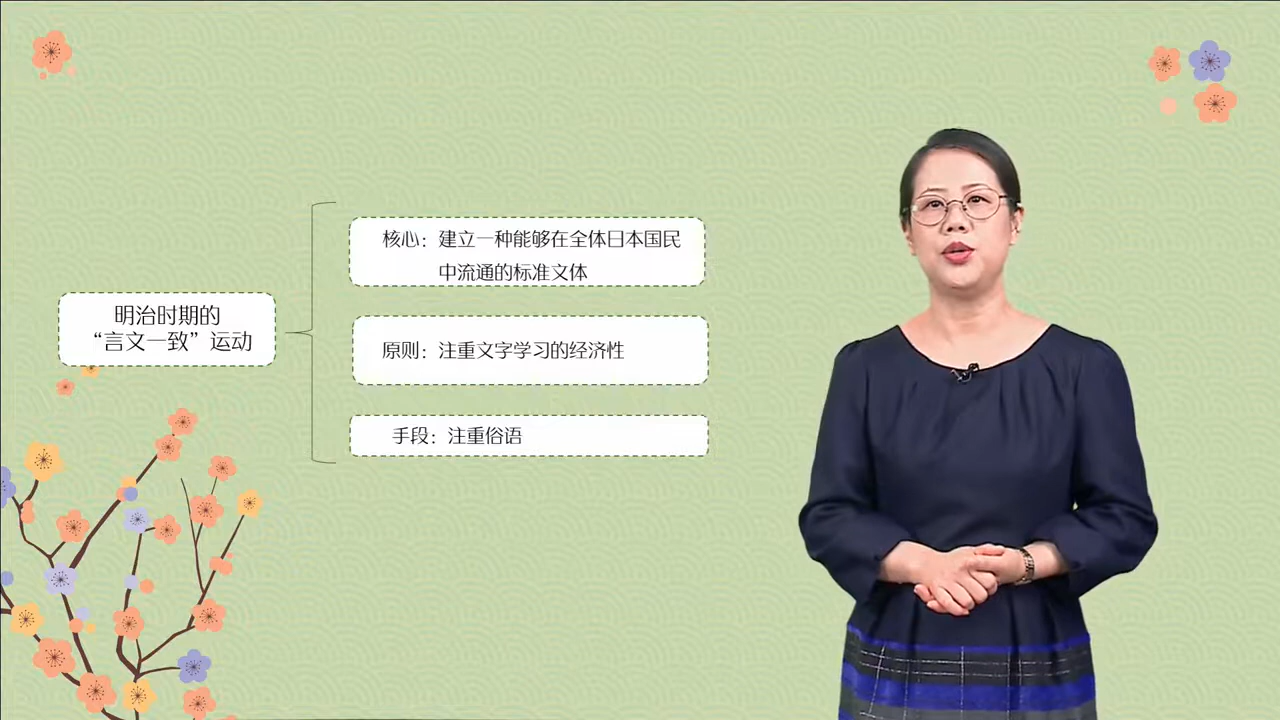 明治时期的
“言文一致”运动
核心：建立一种能够在全体日本国民
中流通的标准文体
原则：注重文字学习的经济性
手段：注重俗语